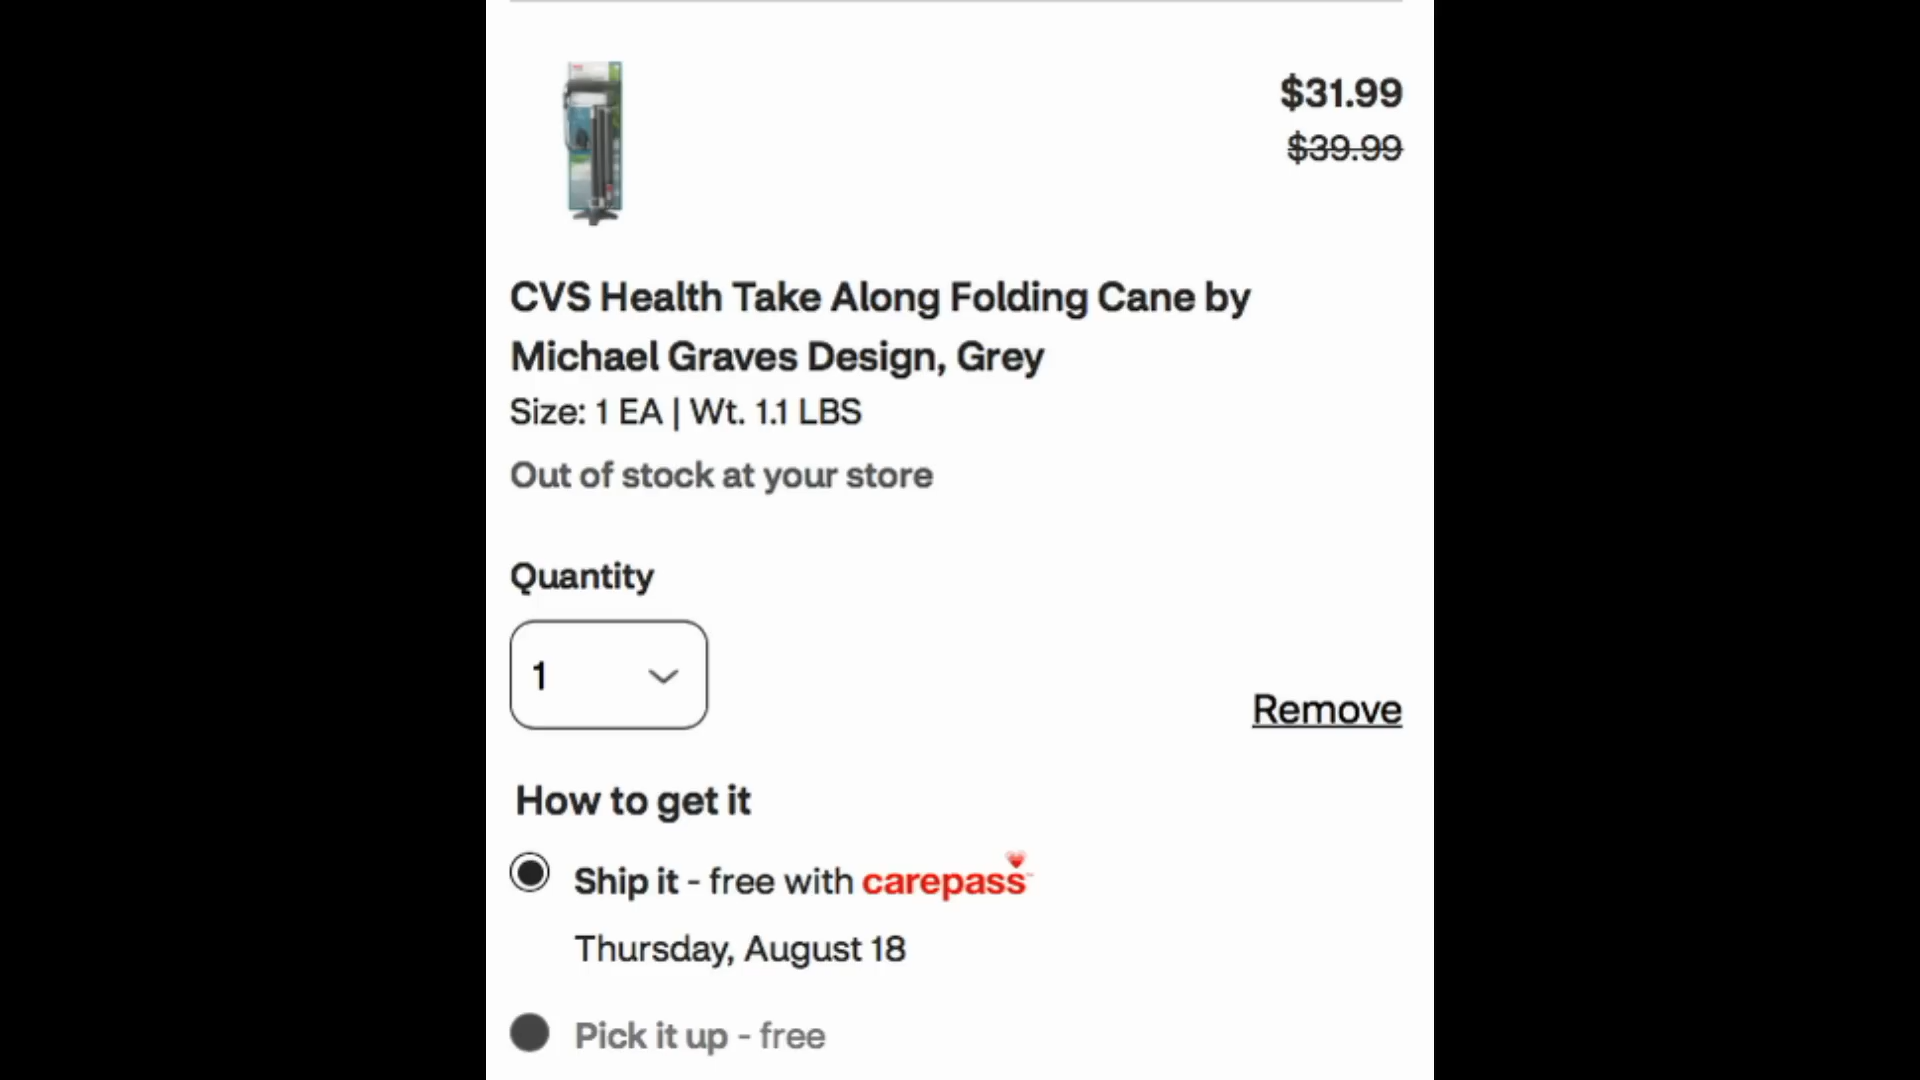 $31.99
$39.99
CVS Health Take Along Folding Cane by
Michael Graves Design, Grey
Size: 1 EA | Wt. 1.1 LBS
Out of stock at your store
Quantity
1
Remove
How to get it
Ship it - free with carepass
Thursday, August 18
Pick it up - free